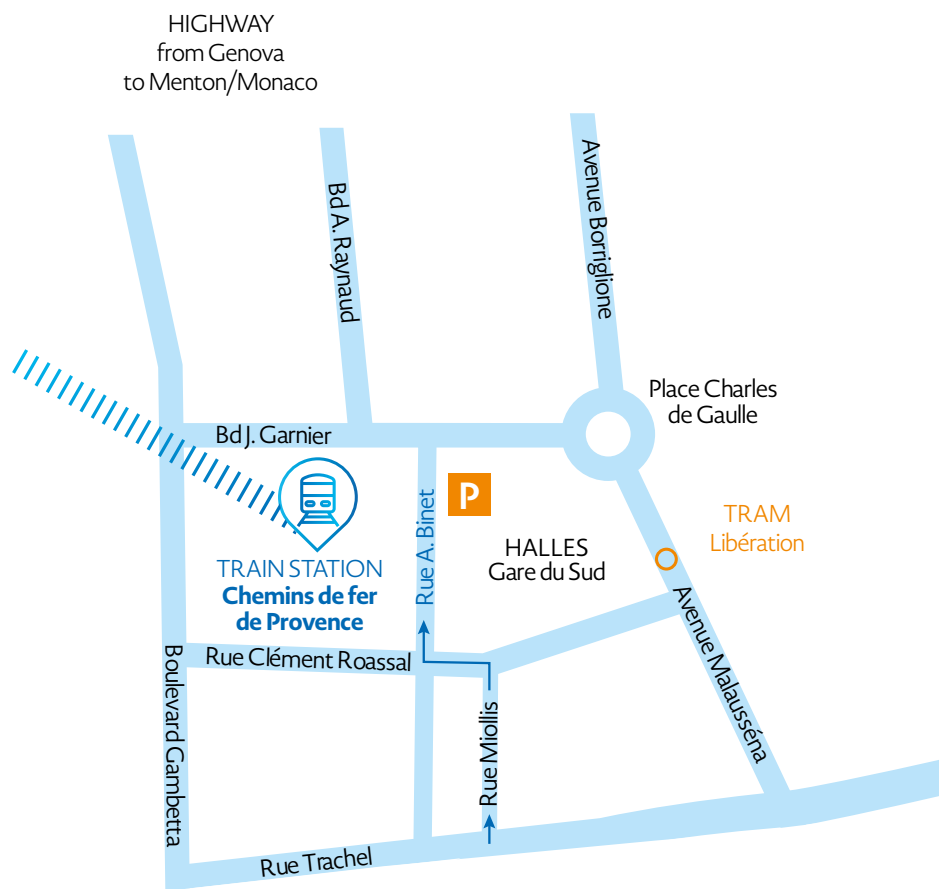 HIGHWAY
from Genova
to Menton/Monaco
Bd A. Raynaud
Avenue Borriglione
Place Charles
de Gaulle
Bd J. Garnier
P
Rue A. Binet
TRAM
Libération
HALLES
Gare du Sud
TRAIN STATION
Chemins de fer
de Provence
Avenue Malausséna
Rue Clément Roassal
Boulevard Gambetta
Rue Miollis
Rue Trachel